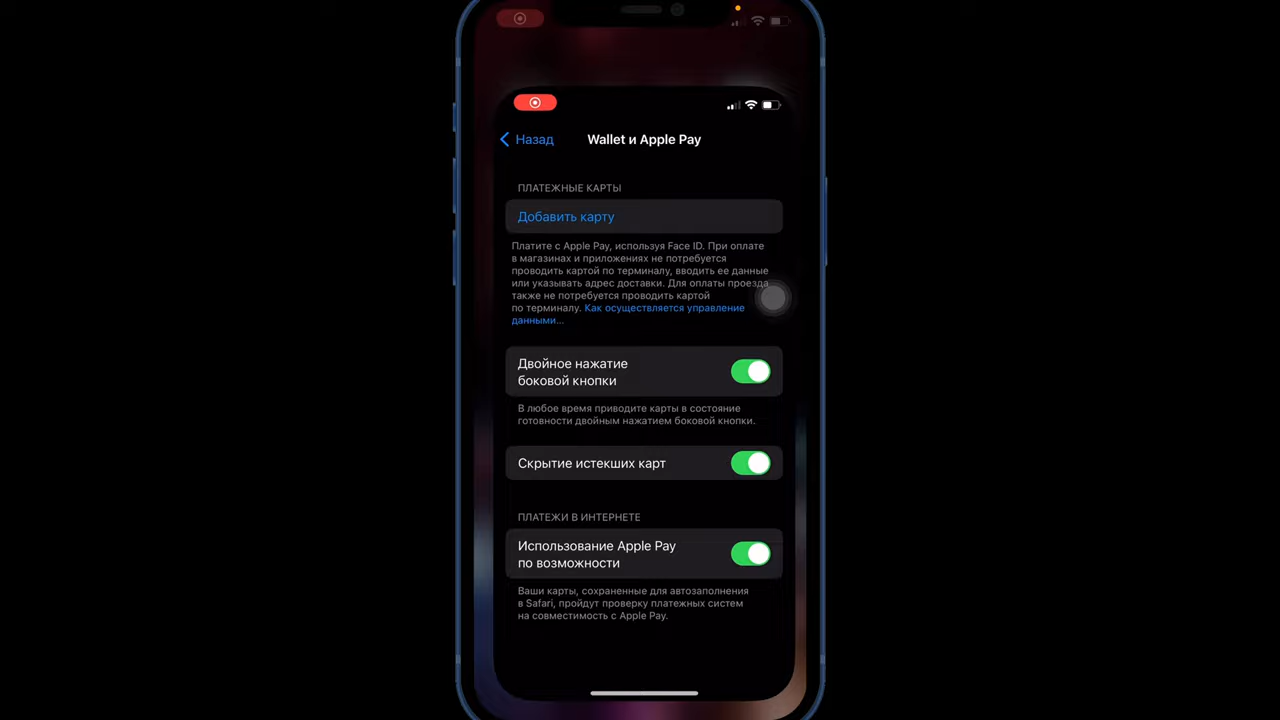 Назад
Wallet и Apple Pay
ПЛАТЕЖНЫЕ КАРТЫ
Добавить карту
Платите с Apple Pay, используя Face ID. При оплате
в магазинах и приложениях не потребуется
проводить картой по терминалу, вводить ее данные
или указывать адрес доставки. Для оплаты проезда
также не потребуется проводить картой
по терминалу. Как осуществляется управление
данными...
Двойное нажатие
боковой кнопки
В любое время приводите карты в состояние
готовности двойным нажатием боковой кнопки.
Скрытие истекших карт
ПЛАТЕЖИ В ИНТЕРНЕТЕ
Использование Apple Pay
по возможности
Ваши карты, сохраненные для автозаполнения
в Safari, пройдут проверку платежных систем
на совместимость с Apple Pay.